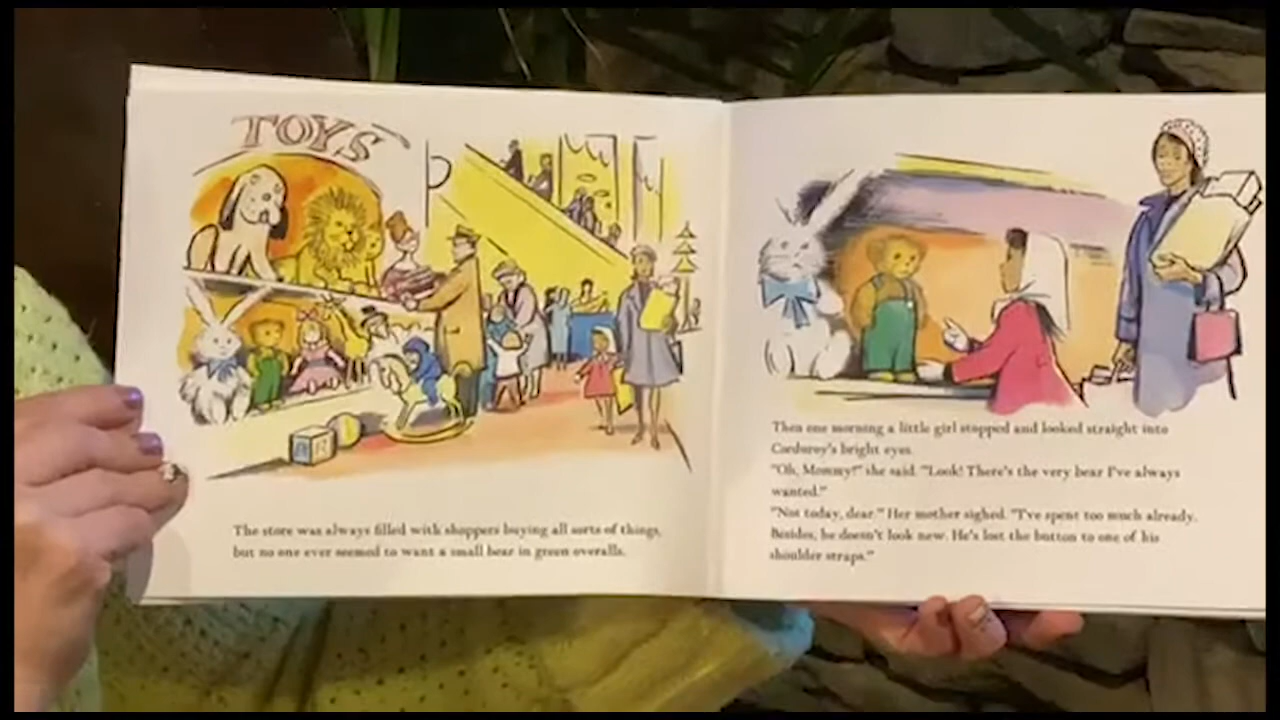 TOYS
The store was always filled with shoppers buying all sorts of things,
but no one ever seemed to want a small bear in green overalls.
Then one morning a little girl stopped and looked straight into
Corduroy's bright eyes.
"Oh, Mommy!" she said. "Look! There's the very bear I've always
wanted."
"Not today, dear." Her mother sighed. "I've spent too much already.
Besides, he doesn't look new. He's lost the button to one of his
shoulder straps."